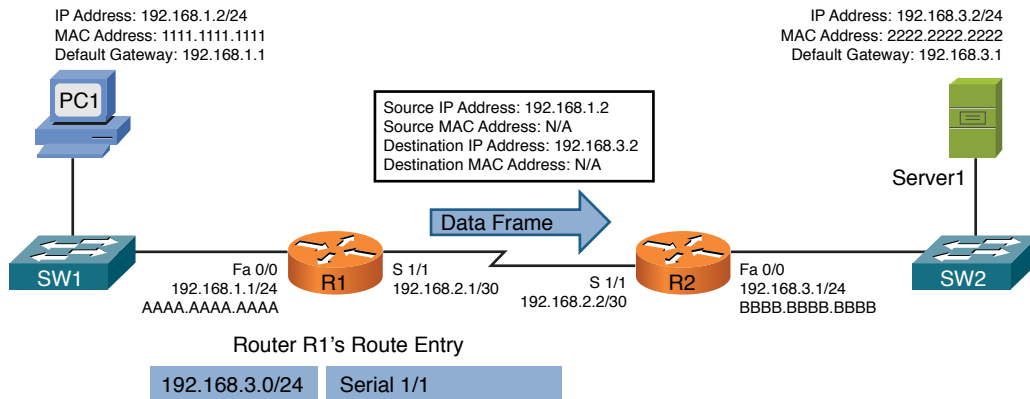 IP Address: 192.168.1.2/24
MAC Address: 1111.1111.1111
Default Gateway: 192.168.1.1
IP Address: 192.168.3.2/24
MAC Address: 2222.2222.2222
Default Gateway: 192.168.3.1
PC1
Source IP Address: 192.168.1.2
Source MAC Address: N/A
Destination IP Address: 192.168.3.2
Destination MAC Address: N/A
Server1
Data Frame
SW1
Fa 0/0
192.168.1.1/24
AAAA.AAAA.AAAA
R1
S 1/1
192.168.2.1/30
S 1/1
192.168.2.2/30
R2
Fa 0/0
192.168.3.1/24
BBBB.BBBB.BBBB
SW2
Router R1's Route Entry
192.168.3.0/24
Serial 1/1